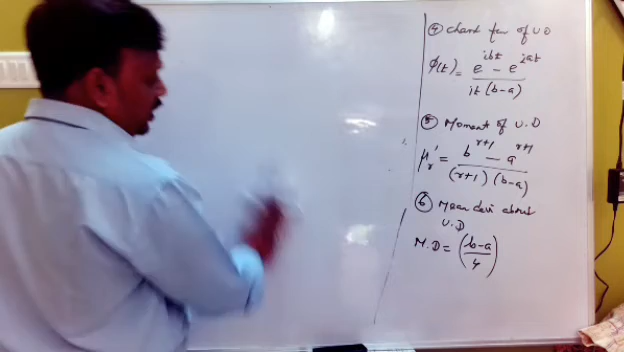 ④ Chart fun of U.D
φ(t) = e^{ibt} - e^{iat} / it (b-a)
⑤ Moment of U.D
μ'_r = b^{r+1} - a^{r+1} / (r+1) (b-a)
⑥ Mean devi about
U.D
M.D = (b-a / 4)